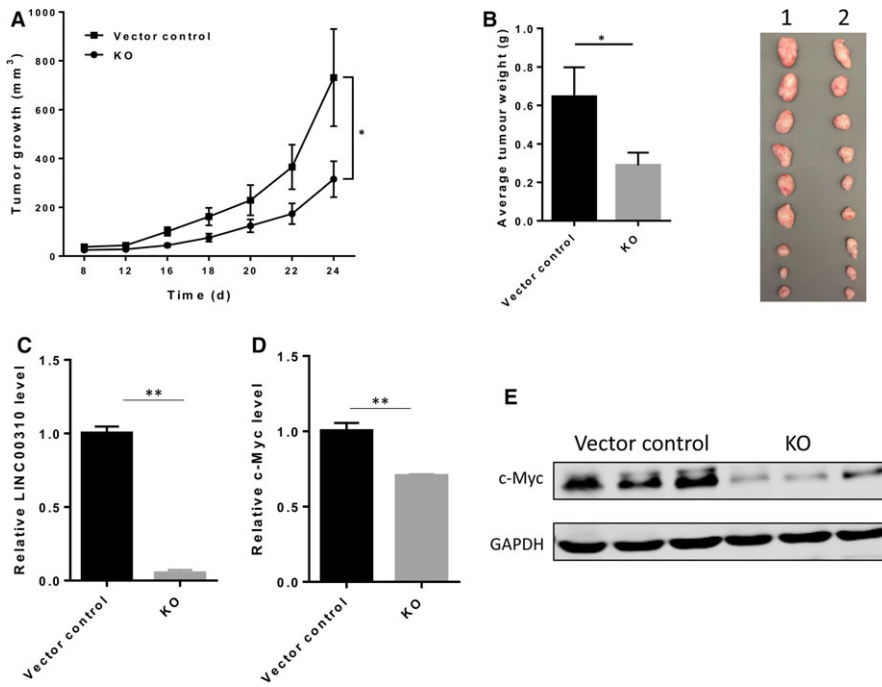 A
Tumor growth (mm³)
1000
800
600
400
200
0
8 12 16 18 20 22 24
Time (d)
Vector control
KO
*
B
Average tumour weight (g)
1.0
0.8
0.6
0.4
0.2
0.0
*
Vector control
KO
1 2
C
Relative LINC00310 level
1.5
1.0
0.5
0.0
**
Vector control
KO
D
Relative c-Myc level
1.5
1.0
0.5
0.0
**
Vector control
KO
E
Vector control KO
c-Myc
GAPDH